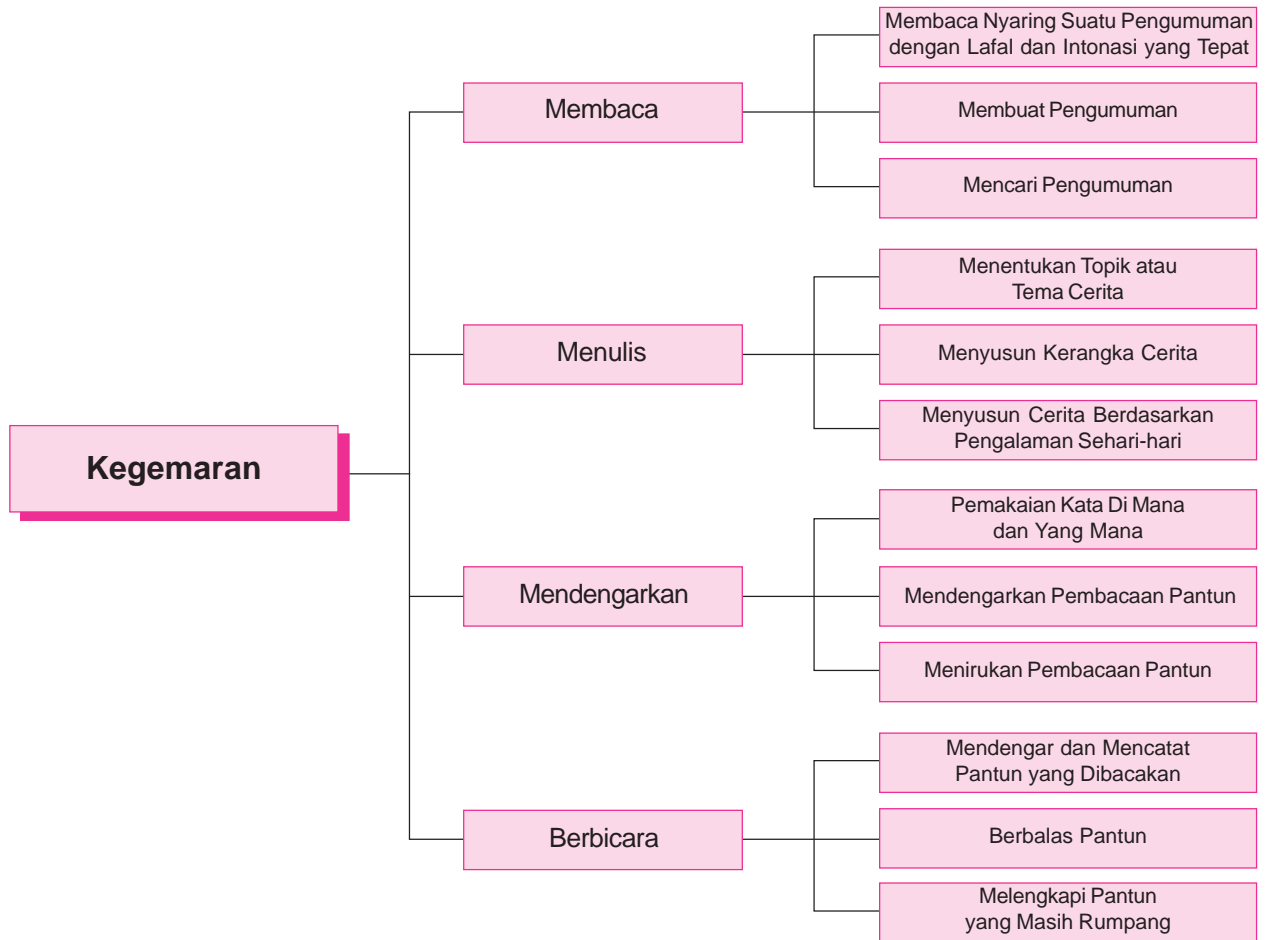 Kegemaran
Membaca
Membaca Nyaring Suatu Pengumuman
dengan Lafal dan Intonasi yang Tepat
Membuat Pengumuman
Mencari Pengumuman
Menulis
Menentukan Topik atau
Tema Cerita
Menyusun Kerangka Cerita
Menyusun Cerita Berdasarkan
Pengalaman Sehari-hari
Mendengarkan
Pemakaian Kata Di Mana
dan Yang Mana
Mendengarkan Pembacaan Pantun
Menirukan Pembacaan Pantun
Berbicara
Mendengar dan Mencatat
Pantun yang Dibacakan
Berbalas Pantun
Melengkapi Pantun
yang Masih Rumpang